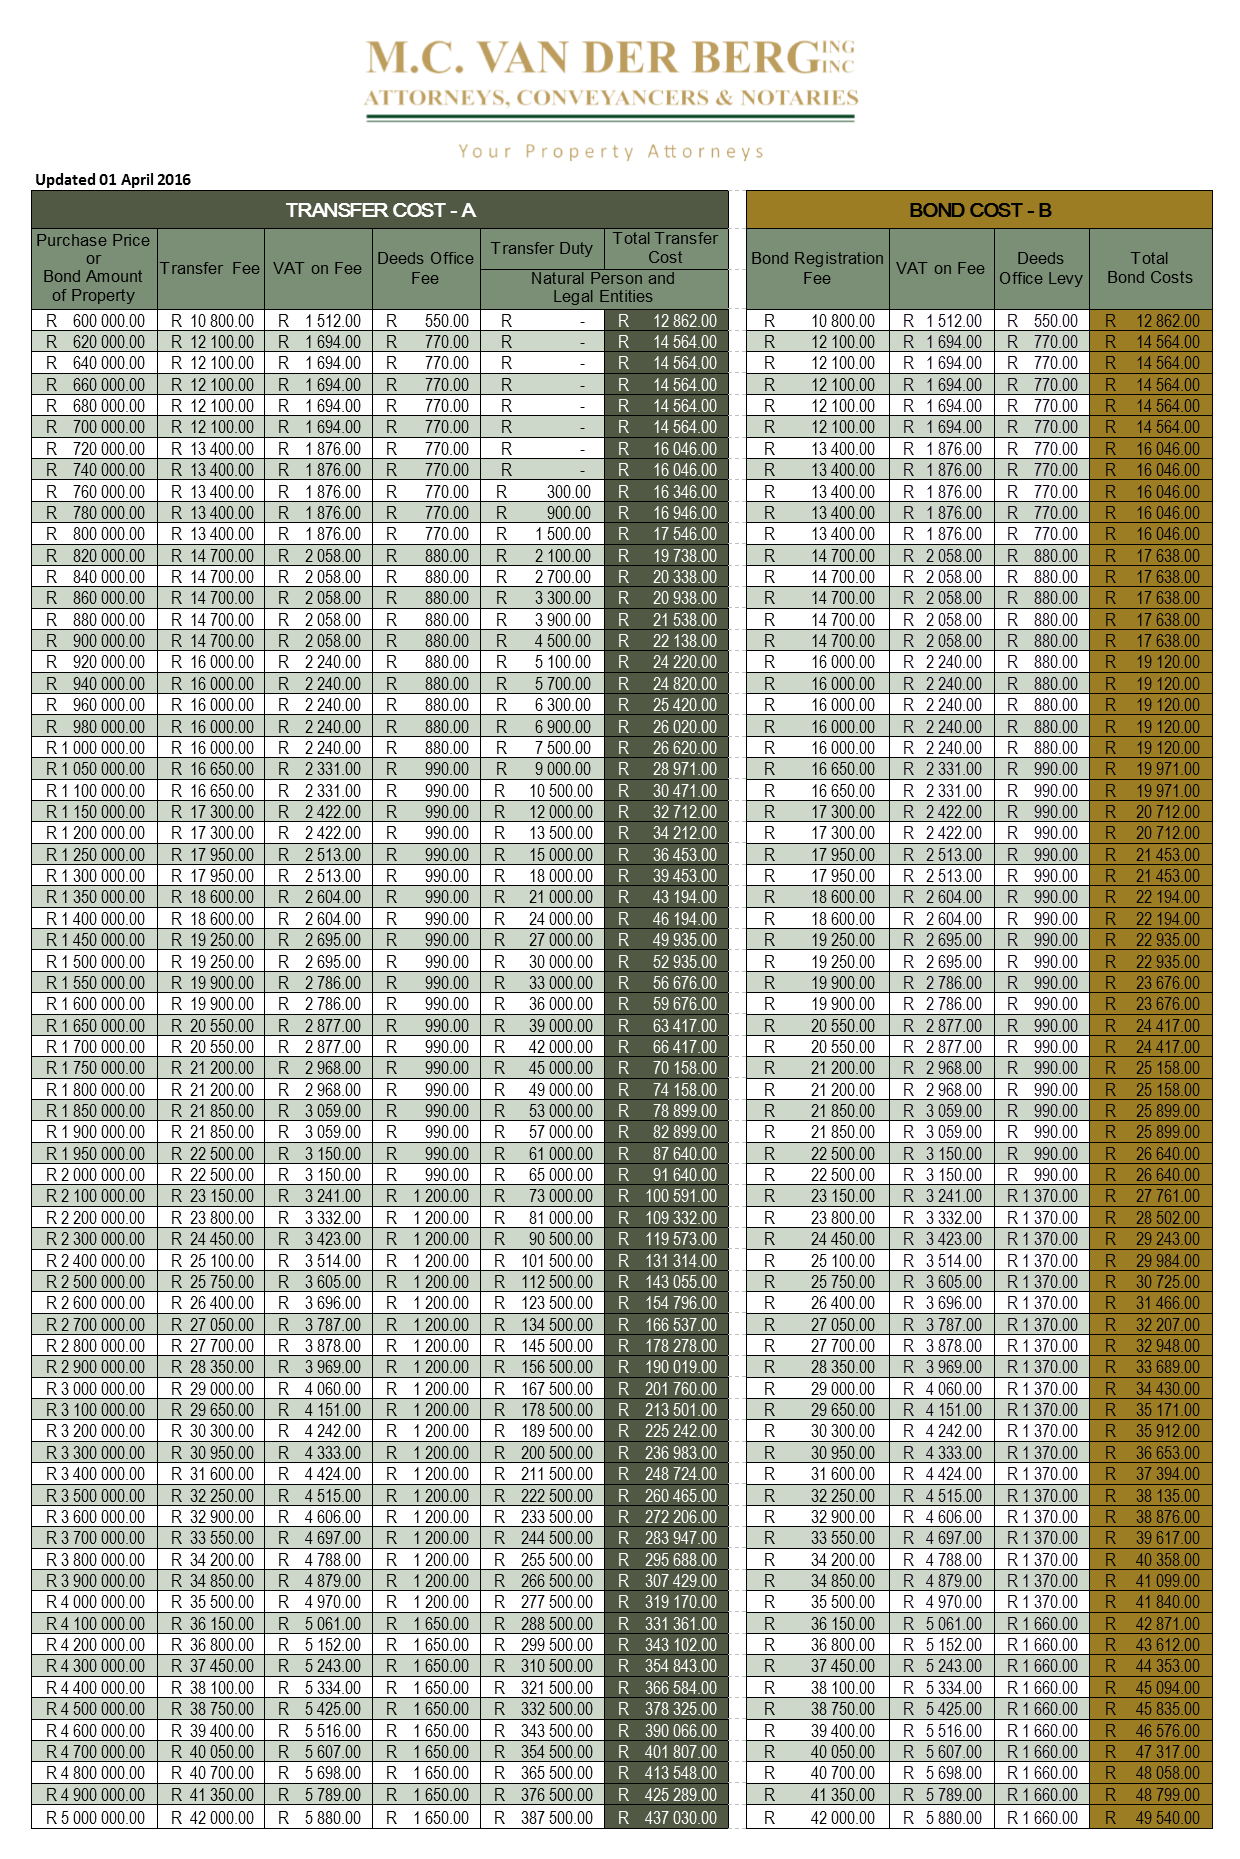 M.C. VAN DER BERG ING INC
ATTORNEYS, CONVEYANCERS & NOTARIES
Your Property Attorneys
Updated 01 April 2016
TRANSFER COST - A BOND COST - B
Purchase Price or Bond Amount of Property Transfer Fee VAT on Fee Deeds Office Fee Transfer Duty Total Transfer Cost Natural Person and Legal Entities Bond Registration Fee VAT on Fee Deeds Office Levy Total Bond Costs
R 600 000.00 R 10 800.00 R 1 512.00 R 550.00 R - R 12 862.00 R 10 800.00 R 1 512.00 R 550.00 R 12 862.00
R 620 000.00 R 12 100.00 R 1 694.00 R 770.00 R - R 14 564.00 R 12 100.00 R 1 694.00 R 770.00 R 14 564.00
R 640 000.00 R 12 100.00 R 1 694.00 R 770.00 R - R 14 564.00 R 12 100.00 R 1 694.00 R 770.00 R 14 564.00
R 660 000.00 R 12 100.00 R 1 694.00 R 770.00 R - R 14 564.00 R 12 100.00 R 1 694.00 R 770.00 R 14 564.00
R 680 000.00 R 12 100.00 R 1 694.00 R 770.00 R - R 14 564.00 R 12 100.00 R 1 694.00 R 770.00 R 14 564.00
R 700 000.00 R 12 100.00 R 1 694.00 R 770.00 R - R 14 564.00 R 12 100.00 R 1 694.00 R 770.00 R 14 564.00
R 720 000.00 R 13 400.00 R 1 876.00 R 770.00 R - R 16 046.00 R 13 400.00 R 1 876.00 R 770.00 R 16 046.00
R 740 000.00 R 13 400.00 R 1 876.00 R 770.00 R - R 16 046.00 R 13 400.00 R 1 876.00 R 770.00 R 16 046.00
R 760 000.00 R 13 400.00 R 1 876.00 R 770.00 R 300.00 R 16 346.00 R 13 400.00 R 1 876.00 R 770.00 R 16 046.00
R 780 000.00 R 13 400.00 R 1 876.00 R 770.00 R 900.00 R 16 946.00 R 13 400.00 R 1 876.00 R 770.00 R 16 046.00
R 800 000.00 R 13 400.00 R 1 876.00 R 770.00 R 1 500.00 R 17 546.00 R 13 400.00 R 1 876.00 R 770.00 R 16 046.00
R 820 000.00 R 14 700.00 R 2 058.00 R 880.00 R 2 100.00 R 19 738.00 R 14 700.00 R 2 058.00 R 880.00 R 17 638.00
R 840 000.00 R 14 700.00 R 2 058.00 R 880.00 R 2 700.00 R 20 338.00 R 14 700.00 R 2 058.00 R 880.00 R 17 638.00
R 860 000.00 R 14 700.00 R 2 058.00 R 880.00 R 3 300.00 R 20 938.00 R 14 700.00 R 2 058.00 R 880.00 R 17 638.00
R 880 000.00 R 14 700.00 R 2 058.00 R 880.00 R 3 900.00 R 21 538.00 R 14 700.00 R 2 058.00 R 880.00 R 17 638.00
R 900 000.00 R 14 700.00 R 2 058.00 R 880.00 R 4 500.00 R 22 138.00 R 14 700.00 R 2 058.00 R 880.00 R 17 638.00
R 920 000.00 R 16 000.00 R 2 240.00 R 880.00 R 5 100.00 R 24 220.00 R 16 000.00 R 2 240.00 R 880.00 R 19 120.00
R 940 000.00 R 16 000.00 R 2 240.00 R 880.00 R 5 700.00 R 24 820.00 R 16 000.00 R 2 240.00 R 880.00 R 19 120.00
R 960 000.00 R 16 000.00 R 2 240.00 R 880.00 R 6 300.00 R 25 420.00 R 16 000.00 R 2 240.00 R 880.00 R 19 120.00
R 980 000.00 R 16 000.00 R 2 240.00 R 880.00 R 6 900.00 R 26 020.00 R 16 000.00 R 2 240.00 R 880.00 R 19 120.00
R 1 000 000.00 R 16 000.00 R 2 240.00 R 880.00 R 7 500.00 R 26 620.00 R 16 000.00 R 2 240.00 R 880.00 R 19 120.00
R 1 050 000.00 R 16 650.00 R 2 331.00 R 990.00 R 9 000.00 R 28 971.00 R 16 650.00 R 2 331.00 R 990.00 R 19 971.00
R 1 100 000.00 R 16 650.00 R 2 331.00 R 990.00 R 10 500.00 R 30 471.00 R 16 650.00 R 2 331.00 R 990.00 R 19 971.00
R 1 150 000.00 R 17 300.00 R 2 422.00 R 990.00 R 12 000.00 R 32 712.00 R 17 300.00 R 2 422.00 R 990.00 R 20 712.00
R 1 200 000.00 R 17 300.00 R 2 422.00 R 990.00 R 13 500.00 R 34 212.00 R 17 300.00 R 2 422.00 R 990.00 R 20 712.00
R 1 250 000.00 R 17 950.00 R 2 513.00 R 990.00 R 15 000.00 R 36 453.00 R 17 950.00 R 2 513.00 R 990.00 R 21 453.00
R 1 300 000.00 R 17 950.00 R 2 513.00 R 990.00 R 18 000.00 R 39 453.00 R 17 950.00 R 2 513.00 R 990.00 R 21 453.00
R 1 350 000.00 R 18 600.00 R 2 604.00 R 990.00 R 21 000.00 R 43 194.00 R 18 600.00 R 2 604.00 R 990.00 R 22 194.00
R 1 400 000.00 R 18 600.00 R 2 604.00 R 990.00 R 24 000.00 R 46 194.00 R 18 600.00 R 2 604.00 R 990.00 R 22 194.00
R 1 450 000.00 R 19 250.00 R 2 695.00 R 990.00 R 27 000.00 R 49 935.00 R 19 250.00 R 2 695.00 R 990.00 R 22 935.00
R 1 500 000.00 R 19 250.00 R 2 695.00 R 990.00 R 30 000.00 R 52 935.00 R 19 250.00 R 2 695.00 R 990.00 R 22 935.00
R 1 550 000.00 R 19 900.00 R 2 786.00 R 990.00 R 33 000.00 R 56 676.00 R 19 900.00 R 2 786.00 R 990.00 R 23 676.00
R 1 600 000.00 R 19 900.00 R 2 786.00 R 990.00 R 36 000.00 R 59 676.00 R 19 900.00 R 2 786.00 R 990.00 R 23 676.00
R 1 650 000.00 R 20 550.00 R 2 877.00 R 990.00 R 39 000.00 R 63 417.00 R 20 550.00 R 2 877.00 R 990.00 R 24 417.00
R 1 700 000.00 R 20 550.00 R 2 877.00 R 990.00 R 42 000.00 R 66 417.00 R 20 550.00 R 2 877.00 R 990.00 R 24 417.00
R 1 750 000.00 R 21 200.00 R 2 968.00 R 990.00 R 45 000.00 R 70 158.00 R 21 200.00 R 2 968.00 R 990.00 R 25 158.00
R 1 800 000.00 R 21 200.00 R 2 968.00 R 990.00 R 49 000.00 R 74 158.00 R 21 200.00 R 2 968.00 R 990.00 R 25 158.00
R 1 850 000.00 R 21 850.00 R 3 059.00 R 990.00 R 53 000.00 R 78 899.00 R 21 850.00 R 3 059.00 R 990.00 R 25 899.00
R 1 900 000.00 R 21 850.00 R 3 059.00 R 990.00 R 57 000.00 R 82 899.00 R 21 850.00 R 3 059.00 R 990.00 R 25 899.00
R 1 950 000.00 R 22 500.00 R 3 150.00 R 990.00 R 61 000.00 R 87 640.00 R 22 500.00 R 3 150.00 R 990.00 R 26 640.00
R 2 000 000.00 R 22 500.00 R 3 150.00 R 990.00 R 65 000.00 R 91 640.00 R 22 500.00 R 3 150.00 R 990.00 R 26 640.00
R 2 100 000.00 R 23 150.00 R 3 241.00 R 1 200.00 R 73 000.00 R 100 591.00 R 23 150.00 R 3 241.00 R 1 370.00 R 27 761.00
R 2 200 000.00 R 23 800.00 R 3 332.00 R 1 200.00 R 81 000.00 R 109 332.00 R 23 800.00 R 3 332.00 R 1 370.00 R 28 502.00
R 2 300 000.00 R 24 450.00 R 3 423.00 R 1 200.00 R 90 500.00 R 119 573.00 R 24 450.00 R 3 423.00 R 1 370.00 R 29 243.00
R 2 400 000.00 R 25 100.00 R 3 514.00 R 1 200.00 R 101 500.00 R 131 314.00 R 25 100.00 R 3 514.00 R 1 370.00 R 29 984.00
R 2 500 000.00 R 25 750.00 R 3 605.00 R 1 200.00 R 112 500.00 R 143 055.00 R 25 750.00 R 3 605.00 R 1 370.00 R 30 725.00
R 2 600 000.00 R 26 400.00 R 3 696.00 R 1 200.00 R 123 500.00 R 154 796.00 R 26 400.00 R 3 696.00 R 1 370.00 R 31 466.00
R 2 700 000.00 R 27 050.00 R 3 787.00 R 1 200.00 R 134 500.00 R 166 537.00 R 27 050.00 R 3 787.00 R 1 370.00 R 32 207.00
R 2 800 000.00 R 27 700.00 R 3 878.00 R 1 200.00 R 145 500.00 R 178 278.00 R 27 700.00 R 3 878.00 R 1 370.00 R 32 948.00
R 2 900 000.00 R 28 350.00 R 3 969.00 R 1 200.00 R 156 500.00 R 190 019.00 R 28 350.00 R 3 969.00 R 1 370.00 R 33 689.00
R 3 000 000.00 R 29 000.00 R 4 060.00 R 1 200.00 R 167 500.00 R 201 760.00 R 29 000.00 R 4 060.00 R 1 370.00 R 34 430.00
R 3 100 000.00 R 29 650.00 R 4 151.00 R 1 200.00 R 178 500.00 R 213 501.00 R 29 650.00 R 4 151.00 R 1 370.00 R 35 171.00
R 3 200 000.00 R 30 300.00 R 4 242.00 R 1 200.00 R 189 500.00 R 225 242.00 R 30 300.00 R 4 242.00 R 1 370.00 R 35 912.00
R 3 300 000.00 R 30 950.00 R 4 333.00 R 1 200.00 R 200 500.00 R 236 983.00 R 30 950.00 R 4 333.00 R 1 370.00 R 36 653.00
R 3 400 000.00 R 31 600.00 R 4 424.00 R 1 200.00 R 211 500.00 R 248 724.00 R 31 600.00 R 4 424.00 R 1 370.00 R 37 394.00
R 3 500 000.00 R 32 250.00 R 4 515.00 R 1 200.00 R 222 500.00 R 260 465.00 R 32 250.00 R 4 515.00 R 1 370.00 R 38 135.00
R 3 600 000.00 R 32 900.00 R 4 606.00 R 1 200.00 R 233 500.00 R 272 206.00 R 32 900.00 R 4 606.00 R 1 370.00 R 38 876.00
R 3 700 000.00 R 33 550.00 R 4 697.00 R 1 200.00 R 244 500.00 R 283 947.00 R 33 550.00 R 4 697.00 R 1 370.00 R 39 617.00
R 3 800 000.00 R 34 200.00 R 4 788.00 R 1 200.00 R 255 500.00 R 295 688.00 R 34 200.00 R 4 788.00 R 1 370.00 R 40 358.00
R 3 900 000.00 R 34 850.00 R 4 879.00 R 1 200.00 R 266 500.00 R 307 429.00 R 34 850.00 R 4 879.00 R 1 370.00 R 41 099.00
R 4 000 000.00 R 35 500.00 R 4 970.00 R 1 200.00 R 277 500.00 R 319 170.00 R 35 500.00 R 4 970.00 R 1 370.00 R 41 840.00
R 4 100 000.00 R 36 150.00 R 5 061.00 R 1 650.00 R 288 500.00 R 331 361.00 R 36 150.00 R 5 061.00 R 1 660.00 R 42 871.00
R 4 200 000.00 R 36 800.00 R 5 152.00 R 1 650.00 R 299 500.00 R 343 102.00 R 36 800.00 R 5 152.00 R 1 660.00 R 43 612.00
R 4 300 000.00 R 37 450.00 R 5 243.00 R 1 650.00 R 310 500.00 R 354 843.00 R 37 450.00 R 5 243.00 R 1 660.00 R 44 353.00
R 4 400 000.00 R 38 100.00 R 5 334.00 R 1 650.00 R 321 500.00 R 366 584.00 R 38 100.00 R 5 334.00 R 1 660.00 R 45 094.00
R 4 500 000.00 R 38 750.00 R 5 425.00 R 1 650.00 R 332 500.00 R 378 325.00 R 38 750.00 R 5 425.00 R 1 660.00 R 45 835.00
R 4 600 000.00 R 39 400.00 R 5 516.00 R 1 650.00 R 343 500.00 R 390 066.00 R 39 400.00 R 5 516.00 R 1 660.00 R 46 576.00
R 4 700 000.00 R 40 050.00 R 5 607.00 R 1 650.00 R 354 500.00 R 401 807.00 R 40 050.00 R 5 607.00 R 1 660.00 R 47 317.00
R 4 800 000.00 R 40 700.00 R 5 698.00 R 1 650.00 R 365 500.00 R 413 548.00 R 40 700.00 R 5 698.00 R 1 660.00 R 48 058.00
R 4 900 000.00 R 41 350.00 R 5 789.00 R 1 650.00 R 376 500.00 R 425 289.00 R 41 350.00 R 5 789.00 R 1 660.00 R 48 799.00
R 5 000 000.00 R 42 000.00 R 5 880.00 R 1 650.00 R 387 500.00 R 437 030.00 R 42 000.00 R 5 880.00 R 1 660.00 R 49 540.00